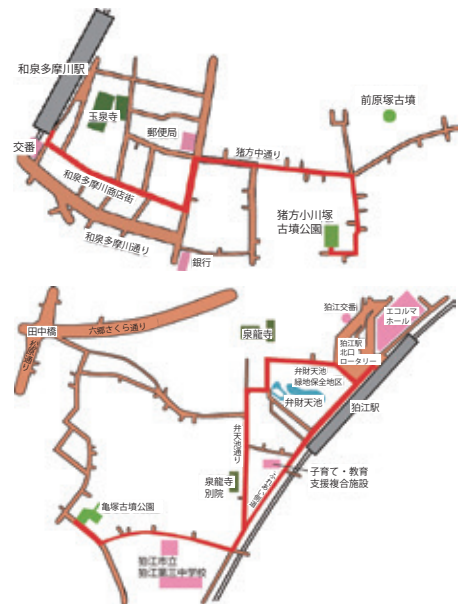 和泉多摩川駅
前原塚古墳
玉泉寺
郵便局
交番
猪方中通り
和泉多摩川商店街
猪方小川塚
古墳公園
和泉多摩川通り
銀行
狛江交番
エコルマ
ホール
六郷さくら通り
田中橋
泉龍寺
狛江駅
北口
ロータリー
松原通り
弁財天池
緑地保全地区
弁財天池
狛江駅
弁天池通り
子育て・教育
支援複合施設
泉龍寺
別院
亀塚古墳公園
狛江市立
狛江第三中学校